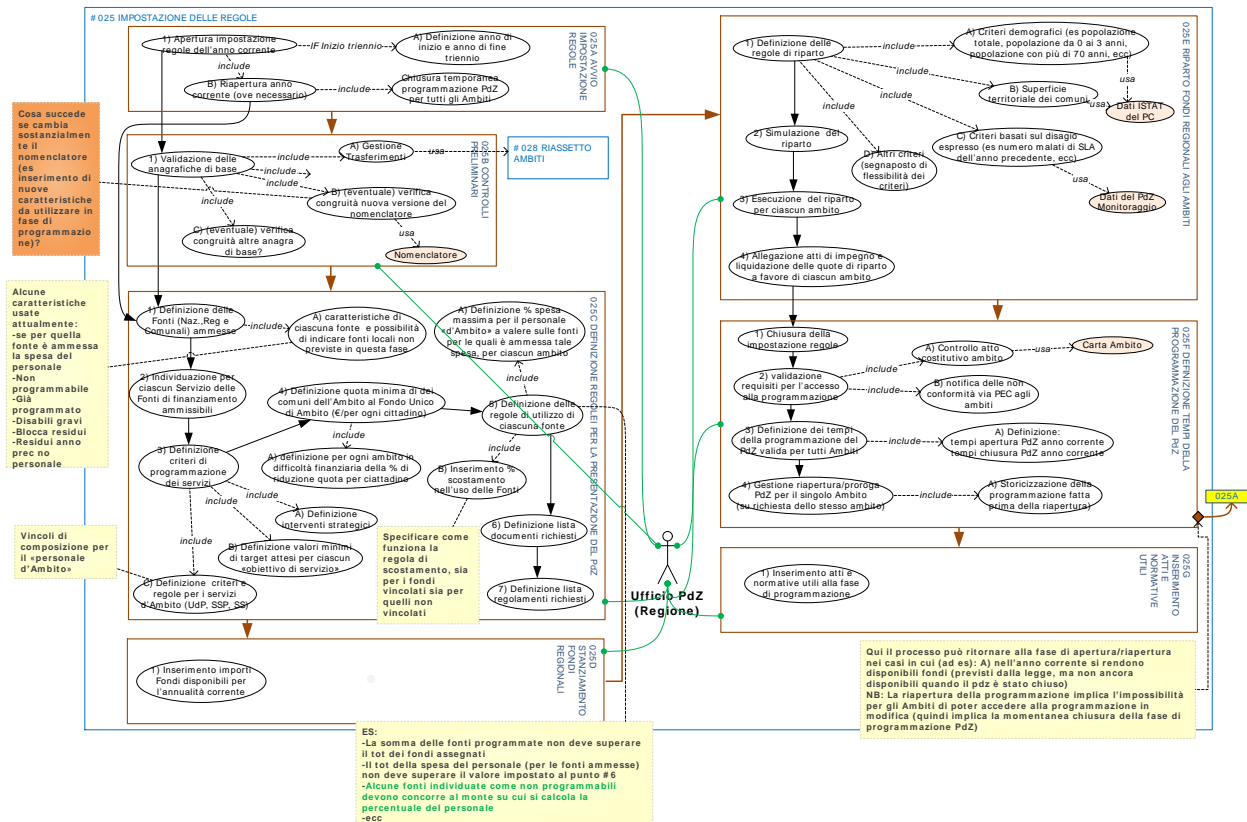 # 025 IMPOSTAZIONE DELLE REGOLE
025A AVVIO
IMPOSTAZIONE
REGOLE
1) Apertura impostazione
regole dell'anno corrente
IF Inizio triennio
A) Definizione anno di
inizio e anno di fine
triennio
B) Riapertura anno
corrente (ove necesario)
include
include
Chiusura temporanea
programmazione PdZ
per tutti gli Ambiti
Cosa succede
se cambia
sostanzialme
nte il
nomenclatore
(es
inserimento di
nuove
caratteristiche
da utilizzare in
fase di
programmazio
ne)?
025B CONTROLLI
PRELIMINARI
1) Validazione delle
anagrafiche di base
include
include
include
include
A) Gestione
Trasferimenti
usa
# 028 RIASSETTO
AMBITI
B) (eventuale) verifica
congruità nuova versione del
nomenclatore
C) (eventuale) verifica
congruità altre anagra
di base?
usa
Nomenclatore
Alcune
caratteristiche
usate
attualmente:
-se per quella
fonte è ammessa
la spesa del
personale
-Non
programmabile
-Già
programmato
-Disabili gravi
-Blocca residui
-Residui anno
prec no
personale
025C DEFINIZIONE REGOLEI PER LA PRESENTAZIONE DEL PdZ
1) Definizione delle
Fonti (Naz.,Reg e
Comunali) ammesse
include
A) caratteristiche di
ciascuna fonte e possibilità
di indicare fonti locali non
previste in questa fase
A) Definizione % spesa
massima per il personale
«d'Ambito» a valere sulle fonti
per le quali è ammessa tale
spesa, per ciascun ambito
2) Individuazione per
ciascun Servizio delle
Fonti di finanziamento
ammissibili
4) Definizione quota minima di dei
comuni dell'Ambito al Fondo Unico
di Ambito (€/per ogni cittadino)
include
Definizione delle
regole di utilizzo di
ciascuna fonte
3) Definizione
criteri di
programmazione
dei servizi
include
A) definizione per ogni ambito in
difficoltà finanziaria della % di
riduzione quota per ciattadino
include
B) Inserimento %
scostamento
nell'uso delle Fonti
include
include
include
A) Definizione
interventi strategici
B) Definizione valori minimi
di target attesi per ciascun
«obiettivo di servizio»
C) Definizione criteri e
regole per i servizi
d'Ambito (UdP, SSP, SS)
6) Definizione lista
documenti richiesti
7) Definizione lista
regolamenti richiesti
Vincoli di
composizione per
il «personale
d'Ambito»
Specificare come
funziona la
regola di
scostamento, sia
per i fondi
vincolati sia per
quelli non
vincolati
025D
STANZIAMENTO
FONDI
REGIONALI
1) Inserimento importi
Fondi disponibili per
l'annualità corrente
ES:
-La somma delle fonti programmate non deve superare
il tot dei fondi assegnati
-Il tot della spesa del personale (per le fonti ammesse)
non deve superare il valore impostato al punto #6
-Alcune fonti individuate come non programmabili
devono concorre al monte su cui si calcola la
percentuale del personale
-ecc
Ufficio PdZ
(Regione)
025E RIPARTO FONDI REGIONALI AGLI AMBITI
1) Definizione delle
regole di riparto
include
include
include
include
A) Criteri demografici (es popolazione
totale, popolazione da 0 ai 3 anni,
popolazione con più di 70 anni, ecc)
usa
B) Superficie
territoriale dei comuni
usa
Dati ISTAT
del PC
C) Criteri basati sul disagio
espresso (es numero malati di SLA
dell'anno precedente, ecc)
usa
Dati del PdZ
Monitoraggio
D) Altri criteri
(segnaposto di
flessibilità dei
criteri)
2) Simulazione del
riparto
3) Esecuzione del riparto
per ciascun ambito
4) Allegazione atti di impegno e
liquidazione delle quote di riparto
a favore di ciascun ambito
025F DEFINIZIONE TEMPI DELLA
PROGRAMNAZIONE DEL PDZ
1) Chiusura della
impostazione regole
2) validazione
requisiti per l'accesso
alla programmazione
include
include
A) Controllo atto
costitutivo ambito
usa
Carta Ambito
B) notifica delle non
conformità via PEC agli
ambiti
3) Definizione dei tempi
della programmazione del
PdZ valida per tutti Ambiti
include
A) Definizione:
tempi apertura PdZ anno corrente
tempi chiusura PdZ anno corrente
4) Gestione riapertura/proroga
PdZ per il singolo Ambito
(su richiesta dello stesso ambito)
include
A) Storicizzazione della
programmazione fatta
prima della riapertura)
025A
025G
INSERIMENTO
ATTI E
NORMATIVE
UTILI
1) Inserimento atti e
normative utili alla fase
di programmazione
Qui il processo può ritornare alla fase di apertura/riapertura
nei casi in cui (ad es): A) nell'anno corrente si rendono
disponibili fondi (previsti dalla legge, ma non ancora
disponibili quando il pdz è stato chiuso)
NB: La riapertura della programmazione implica l'impossibilità
per gli Ambiti di poter accedere alla programmazione in
modifica (quindi implica la momentanea chiusura della fase di
programmazione PdZ)